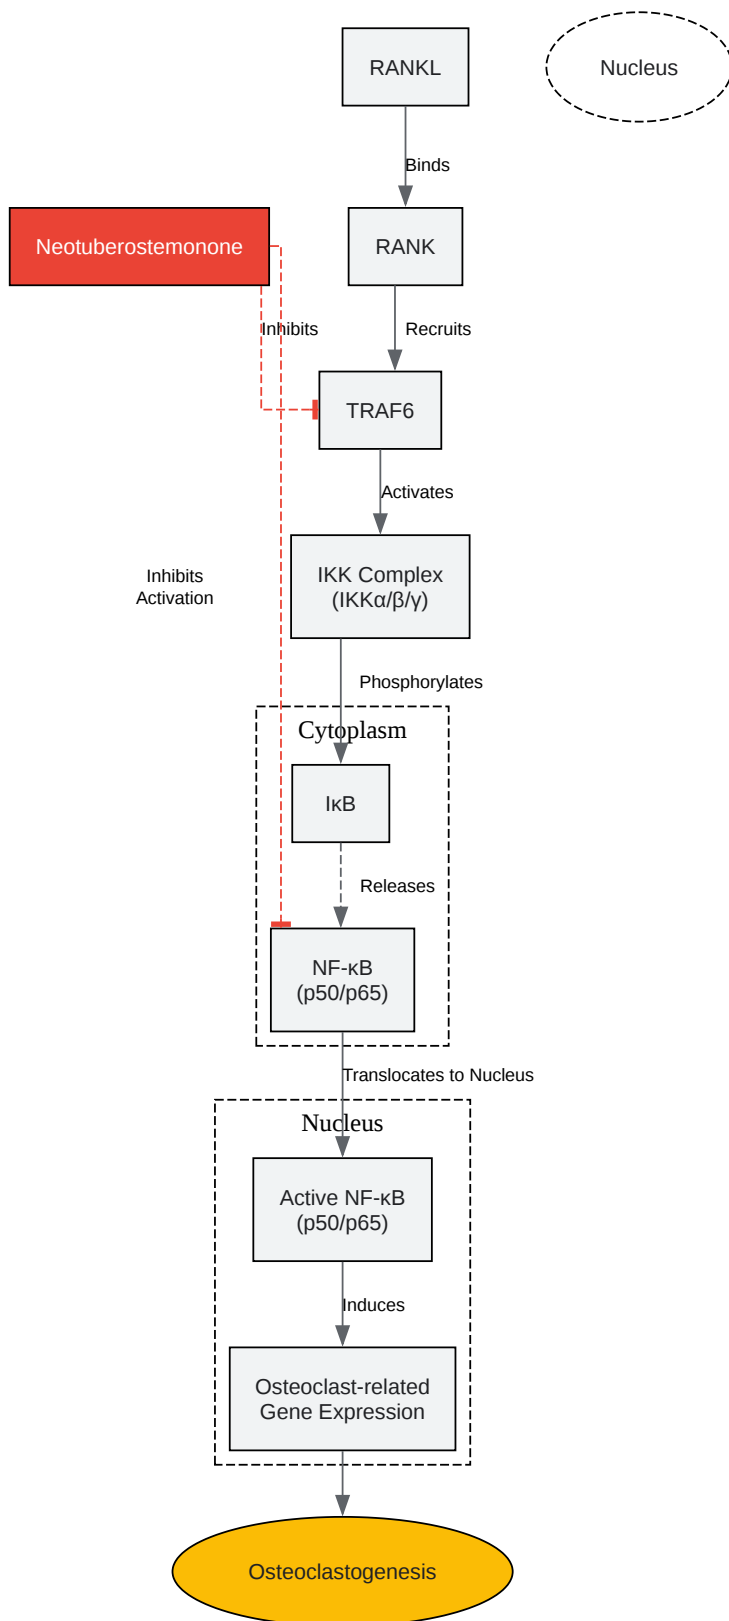 RANKL
Nucleus
Binds
Neotuberostemonone
RANK
Inhibits
Recruits
TRAF6
Activates
IKK Complex
(IKKα/β/γ)
Inhibits
Activation
Phosphorylates
Cytoplasm
IκB
Releases
NF-κB
(p50/p65)
Translocates to Nucleus
Nucleus
Active NF-κB
(p50/p65)
Induces
Osteoclast-related
Gene Expression
Osteoclastogenesis